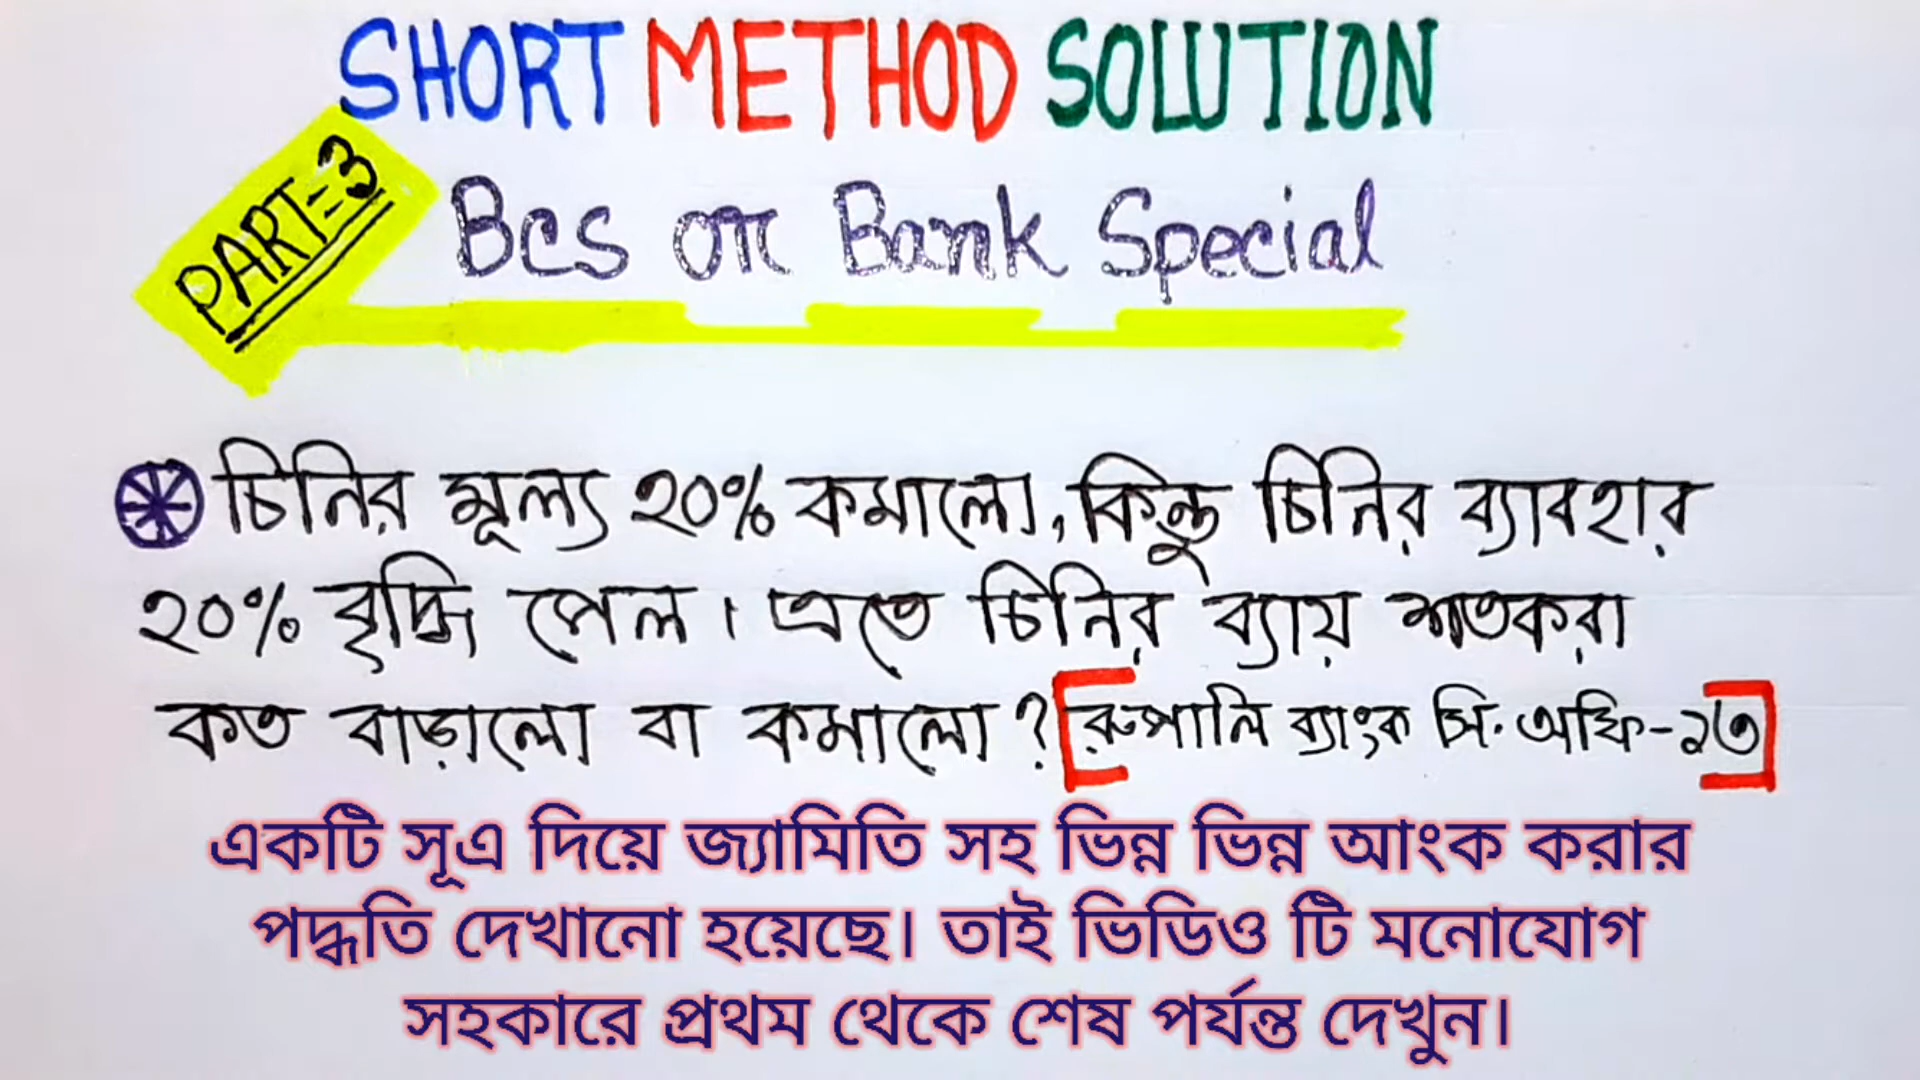 SHORT METHOD SOLUTION
PART=3
Bcs or Bank Special
চিনির মূল্য ২০% কমালো, কিন্তু চিনির ব্যাবহার
২০% বৃদ্ধি পেল। এতে চিনির ব্যায় শতকরা
কত বাড়ালো বা কমালো? [রুপালি ব্যাংক সি. অফি-১৩]
একটি সূএ দিয়ে জ্যামিতি সহ ভিন্ন ভিন্ন আংক করার
পদ্ধতি দেখানো হয়েছে। তাই ভিডিও টি মনোযোগ
সহকারে প্রথম থেকে শেষ পর্যন্ত দেখুন।